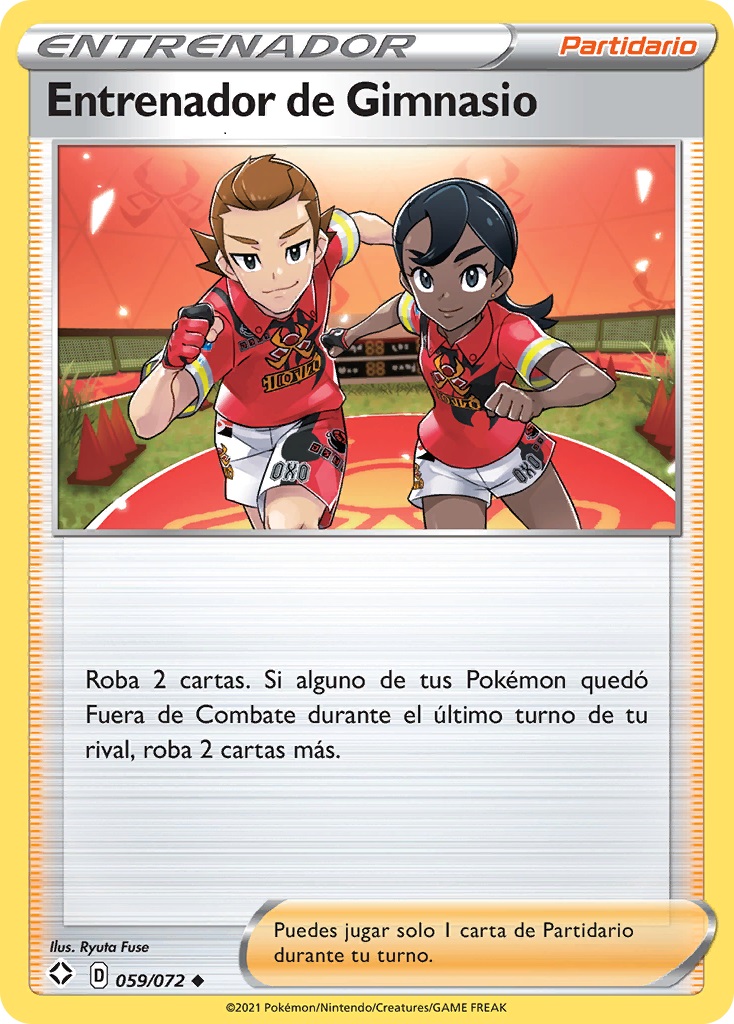 ENTRENADOR
Partidario
Entrenador de Gimnasio
OXO
OXO
Roba 2 cartas. Si alguno de tus Pokémon quedó
Fuera de Combate durante el último turno de tu
rival, roba 2 cartas más.
Puedes jugar solo 1 carta de Partidario
durante tu turno.
Ilus. Ryuta Fuse
D 059/072
©2021 Pokémon/Nintendo/Creatures/GAME FREAK